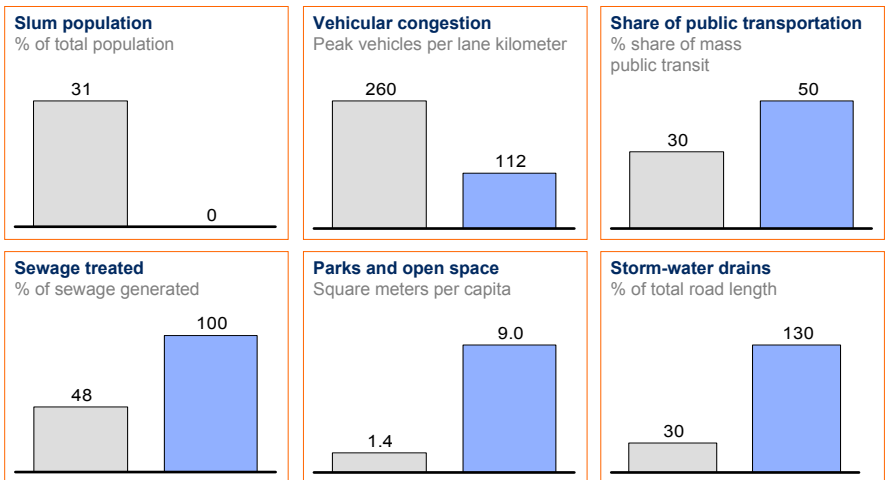 Slum population
% of total population
31
0
Vehicular congestion
Peak vehicles per lane kilometer
260
112
Share of public transportation
% share of mass
public transit
30
50
Sewage treated
% of sewage generated
48
100
Parks and open space
Square meters per capita
1.4
9.0
Storm-water drains
% of total road length
30
130